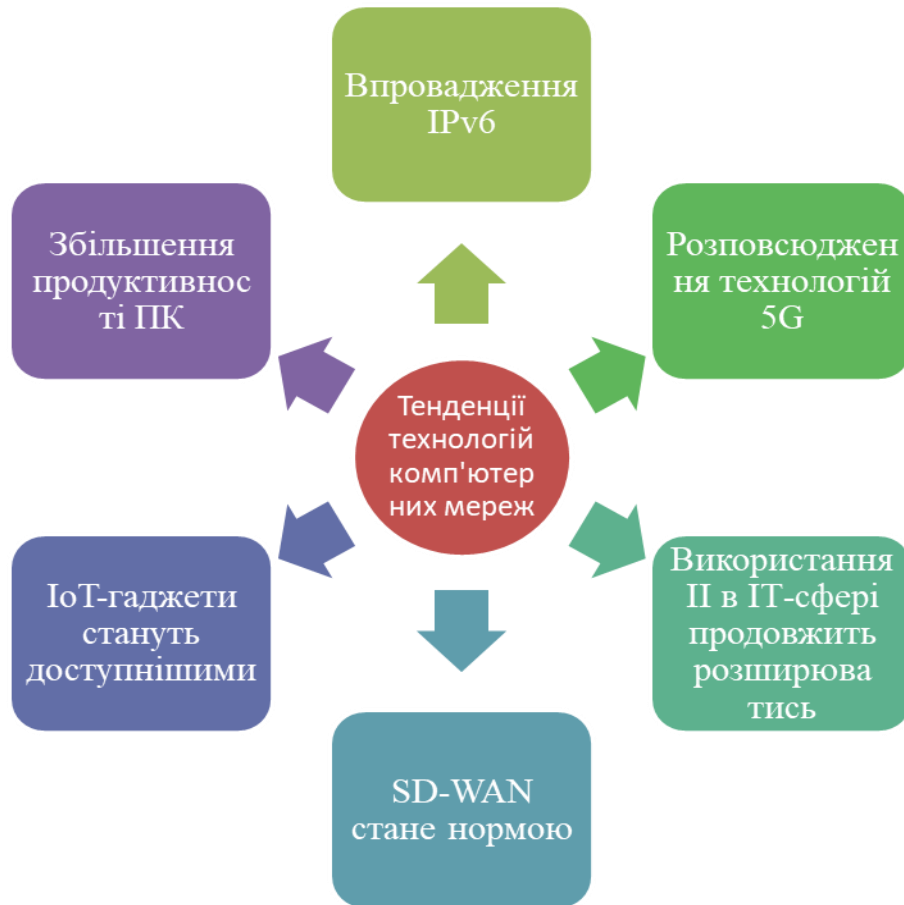 Впровадження
IPv6
Збільшення
продуктивнос
ті ПК
Розповсюджен
ня технологій
5G
Тенденції
технологій
комп'ютер
них мереж
IoT-гаджети
стануть
доступнішими
Використання
ІІ в ІТ-сфері
продовжить
розширюва
тись
SD-WAN
стане нормою